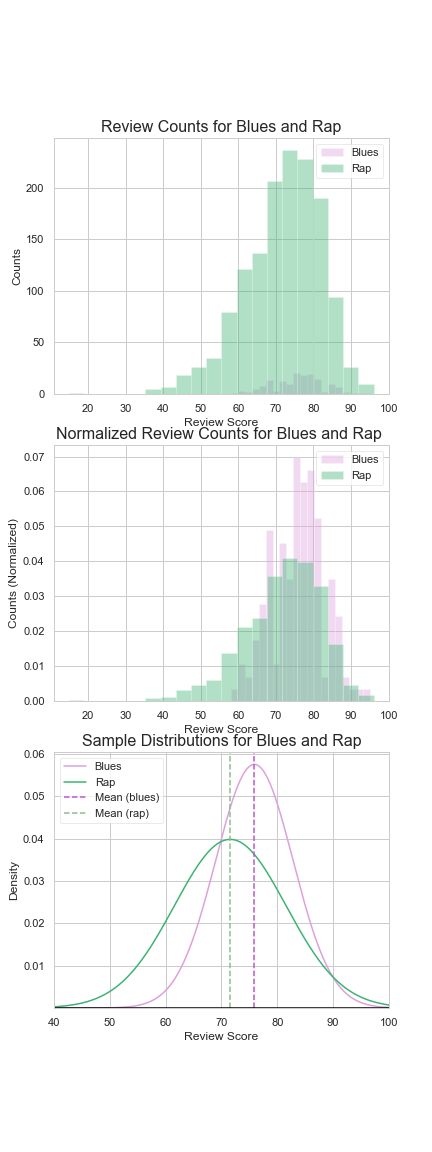 Review Counts for Blues and Rap
Blues
Rap
200
150
100
50
0
Counts
20 30 40 50 60 70 80 90 100
Review Score
Normalized Review Counts for Blues and Rap
Blues
Rap
0.07
0.06
0.05
0.04
0.03
0.02
0.01
0.00
Counts (Normalized)
20 30 40 50 60 70 80 90 100
Review Score
Sample Distributions for Blues and Rap
Blues
Rap
Mean (blues)
Mean (rap)
0.06
0.05
0.04
0.03
0.02
0.01
Density
40 50 60 70 80 90 100
Review Score